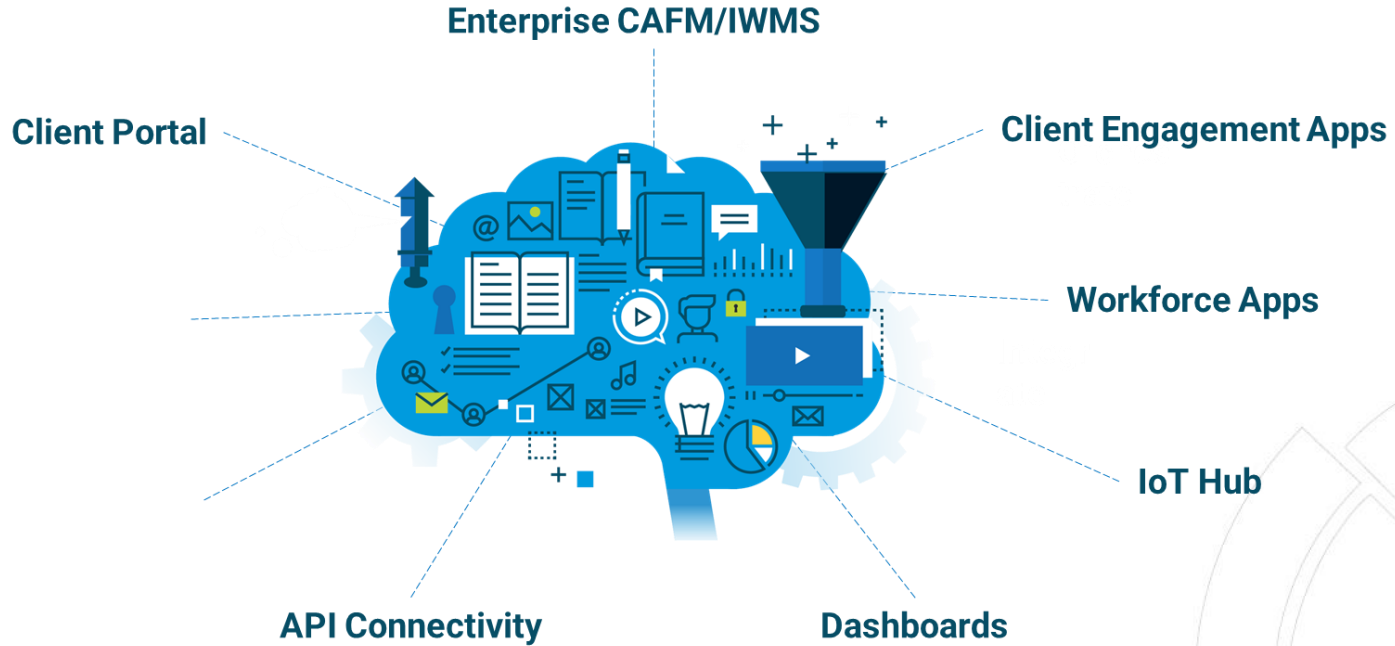 Enterprise CAFM/IWMS
Client Portal
Client Engagement Apps
@
Workforce Apps
IoT Hub
API Connectivity
Dashboards